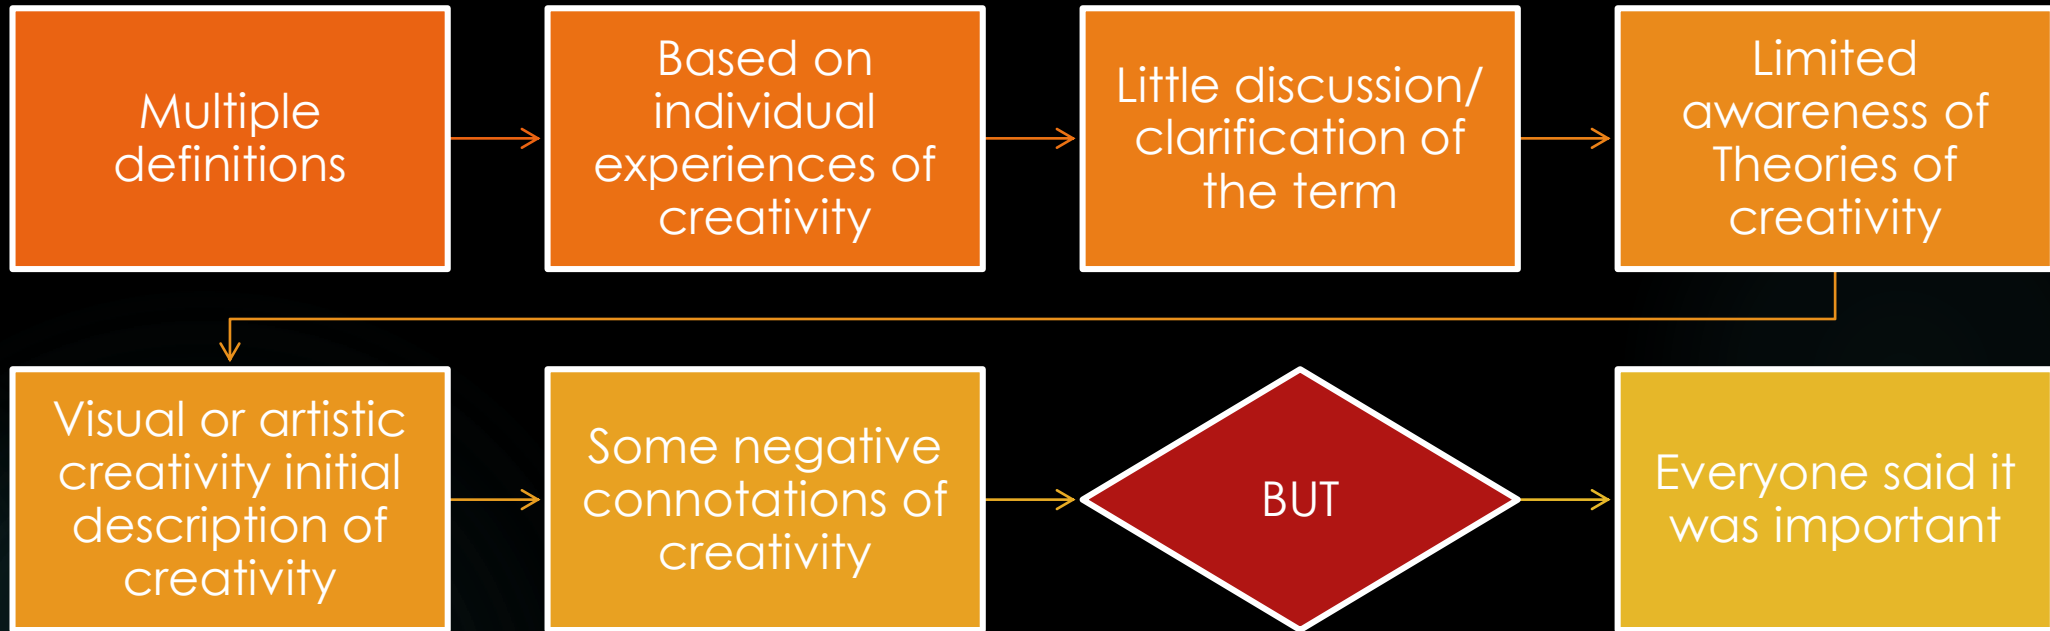 Multiple
definitions
Based on
individual
experiences of
creativity
Little discussion/
clarification of
the term
Limited
awareness of
Theories of
creativity
Visual or artistic
creativity initial
description of
creativity
Some negative
connotations of
creativity
BUT
Everyone said it
was important